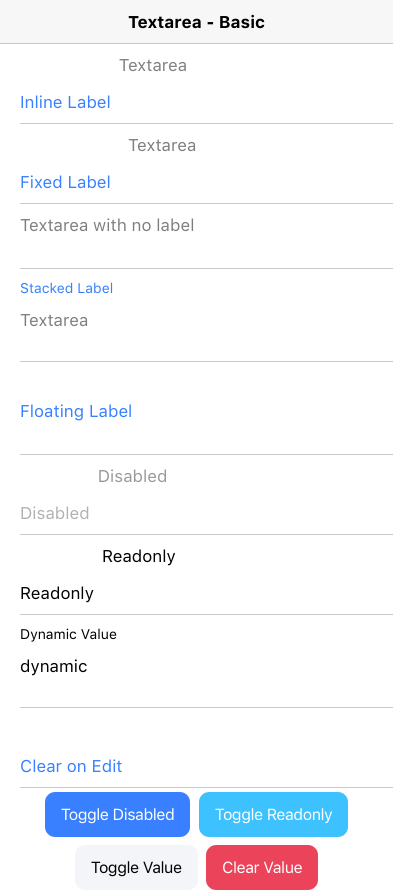 Textarea - Basic
Textarea
Inline Label
Textarea
Fixed Label
Textarea with no label
Stacked Label
Textarea
Floating Label
Disabled
Disabled
Readonly
Readonly
Dynamic Value
dynamic
Clear on Edit
Toggle Disabled Toggle Readonly
Toggle Value Clear Value